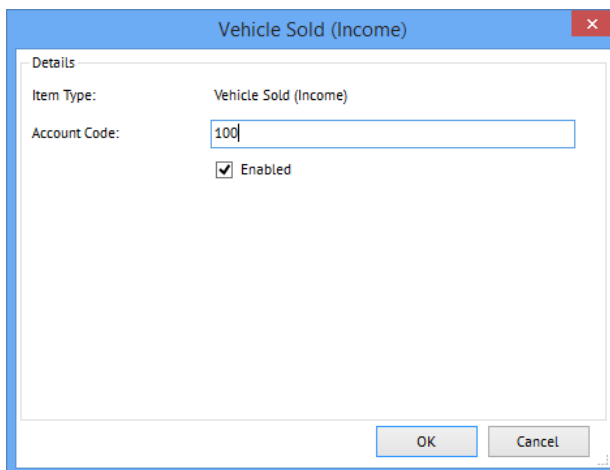 Vehicle Sold (Income)
Details
Item Type: Vehicle Sold (Income)
Account Code: 100
Enabled
OK Cancel